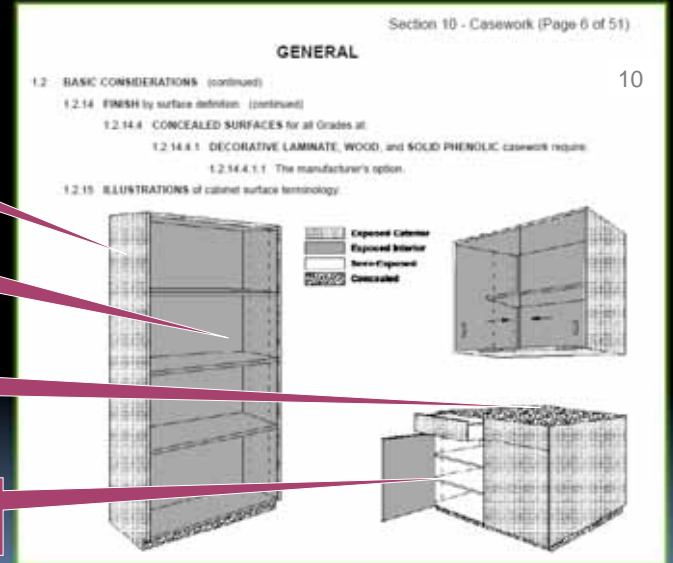 Section 10 - Casework (Page 6 of 51)
GENERAL
10
1.2 BASIC CONSIDERATIONS (continued)
1.2.14 FINISH by surface definition: (continued)
1.2.14.4 CONCEALED SURFACES for all Grades at:
1.2.14.4.1 DECORATIVE LAMINATE, WOOD, and SOLID PHENOLIC casework require:
1.2.14.4.1.1 The manufacturer's option.
1.2.15 ILLUSTRATIONS of cabinet surface terminology:
Exposed Exterior
Exposed Interior
Semi-Exposed
Concealed